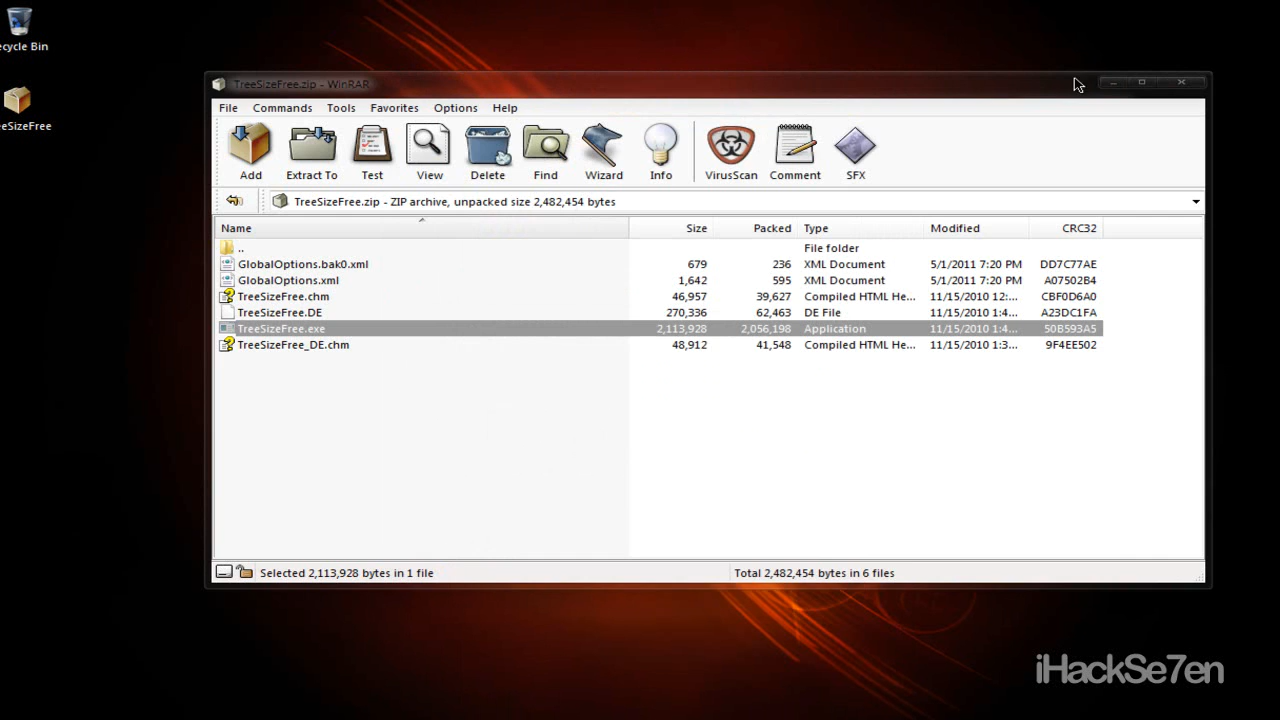 ecycle Bin
eeSizeFree
TreeSizeFree.zip - WinRAR
File Commands Tools Favorites Options Help
Add Extract To Test View Delete Find Wizard Info VirusScan Comment SFX
TreeSizeFree.zip - ZIP archive, unpacked size 2,482,454 bytes
Name Size Packed Type Modified CRC32
.. File folder
GlobalOptions.bak0.xml 679 236 XML Document 5/1/2011 7:20 PM DD7C77AE
GlobalOptions.xml 1,642 595 XML Document 5/1/2011 7:20 PM A07502B4
TreeSizeFree.chm 46,957 39,627 Compiled HTML He... 11/15/2010 12:... CBF0D6A0
TreeSizeFree.DE 270,336 62,463 DE File 11/15/2010 1:4... A23DC1FA
TreeSizeFree.exe 2,113,928 2,056,198 Application 11/15/2010 1:4... 50B593A5
TreeSizeFree_DE.chm 48,912 41,548 Compiled HTML He... 11/15/2010 1:3... 9F4EE502
Selected 2,113,928 bytes in 1 file Total 2,482,454 bytes in 6 files
iHackSe7en